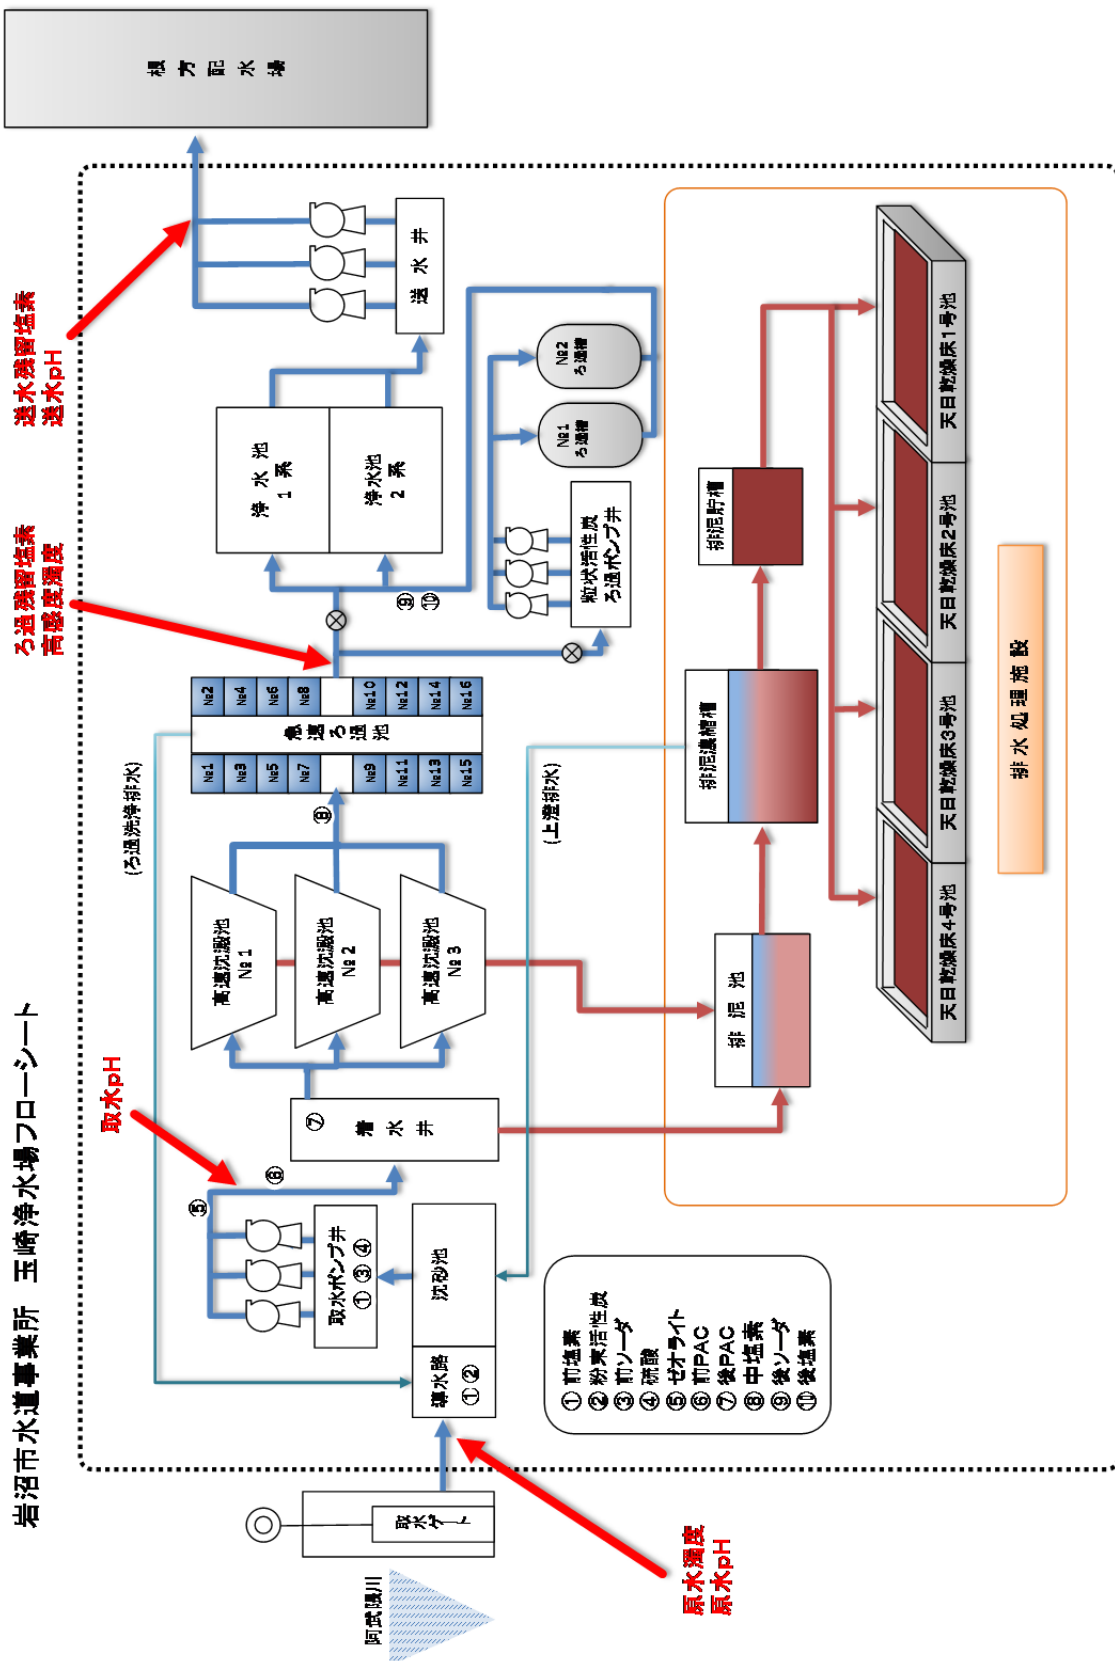 岩沼市水道事業所　玉崎浄水場フローシート
阿武隈川
取水ゲート
原水濁度
原水pH
導水路
① ②
沈砂池
取水ポンプ井
① ③ ④
⑤
⑥
取水pH
⑦
着水井
高速沈澱池
№1
高速沈澱池
№2
高速沈澱池
№3
⑧
(ろ過洗浄排水)
(上澄排水)
急速ろ過池
№1
№3
№5
№7
№9
№11
№13
№15
№2
№4
№6
№8
№10
№12
№14
№16
ろ過残留塩素
高感度濁度
⑨
⑩
浄水池
1系
浄水池
2系
粒状活性炭
ろ過ポンプ井
№1
ろ過槽
№2
ろ過槽
送水井
送水残留塩素
送水pH
根方配水場
排泥池
排泥濃縮槽
排泥貯槽
天日乾燥床4号池
天日乾燥床3号池
天日乾燥床2号池
天日乾燥床1号池
排水処理施設
① 前塩素
② 粉末活性炭
③ 前ソーダ
④ 硫酸
⑤ ゼオライト
⑥ 前PAC
⑦ 後PAC
⑧ 中塩素
⑨ 後ソーダ
⑩ 後塩素